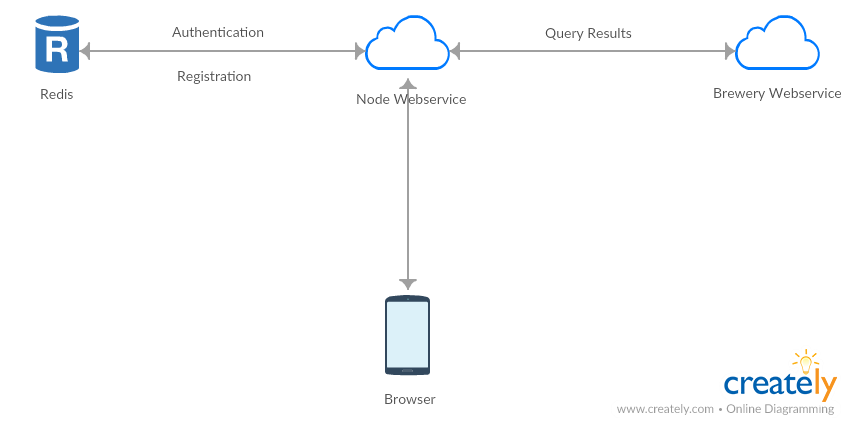 Authentication
Query Results
R
Registration
Redis
Node Webservice
Brewery Webservice
Browser
creately
www.creately.com • Online Diagramming